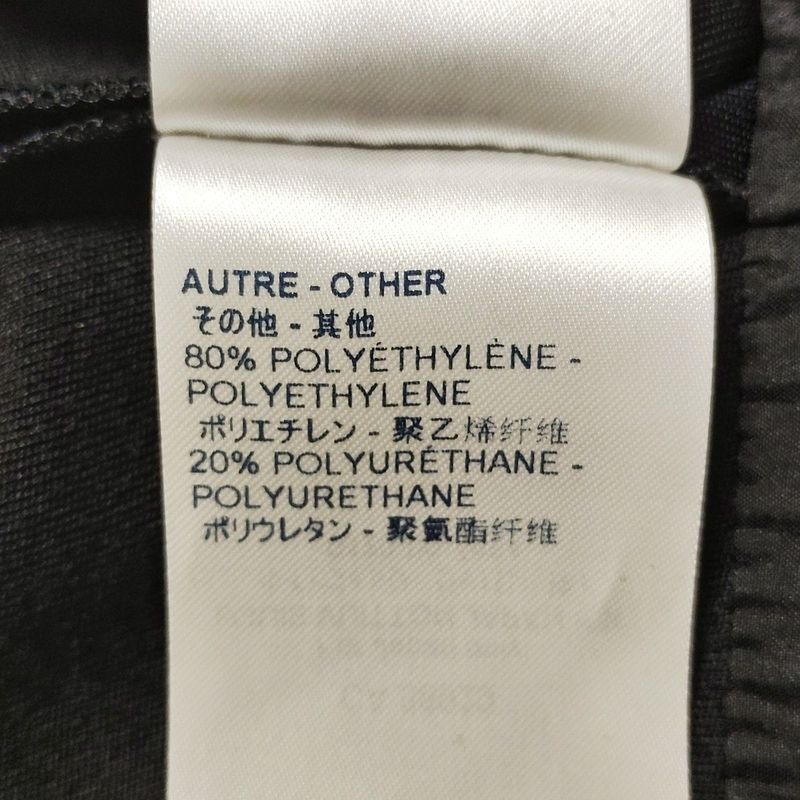 AUTRE - OTHER
その他 - 其他
80% POLYÉTHYLÈNE -
POLYETHYLENE
ポリエチレン - 聚乙烯纤维
20% POLYURÉTHANE -
POLYURETHANE
ポリウレタン - 聚氨酯纤维